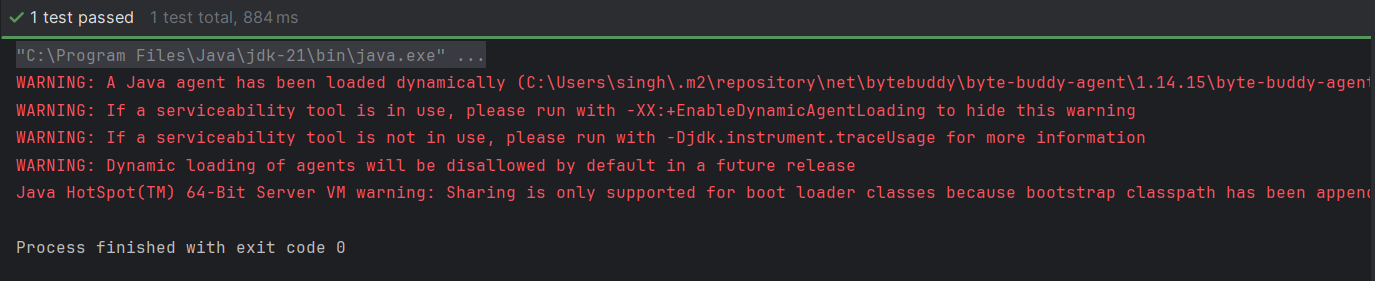 1 test passed 1 test total, 884 ms
"C:\Program Files\Java\jdk-21\bin\java.exe" ...
WARNING: A Java agent has been loaded dynamically (C:\Users\singh\.m2\repository\net\bytebuddy\byte-buddy-agent\1.14.15\byte-buddy-agent
WARNING: If a serviceability tool is in use, please run with -XX:+EnableDynamicAgentLoading to hide this warning
WARNING: If a serviceability tool is not in use, please run with -Djdk.instrument.traceUsage for more information
WARNING: Dynamic loading of agents will be disallowed by default in a future release
Java HotSpot(TM) 64-Bit Server VM warning: Sharing is only supported for boot loader classes because bootstrap classpath has been appen
Process finished with exit code 0